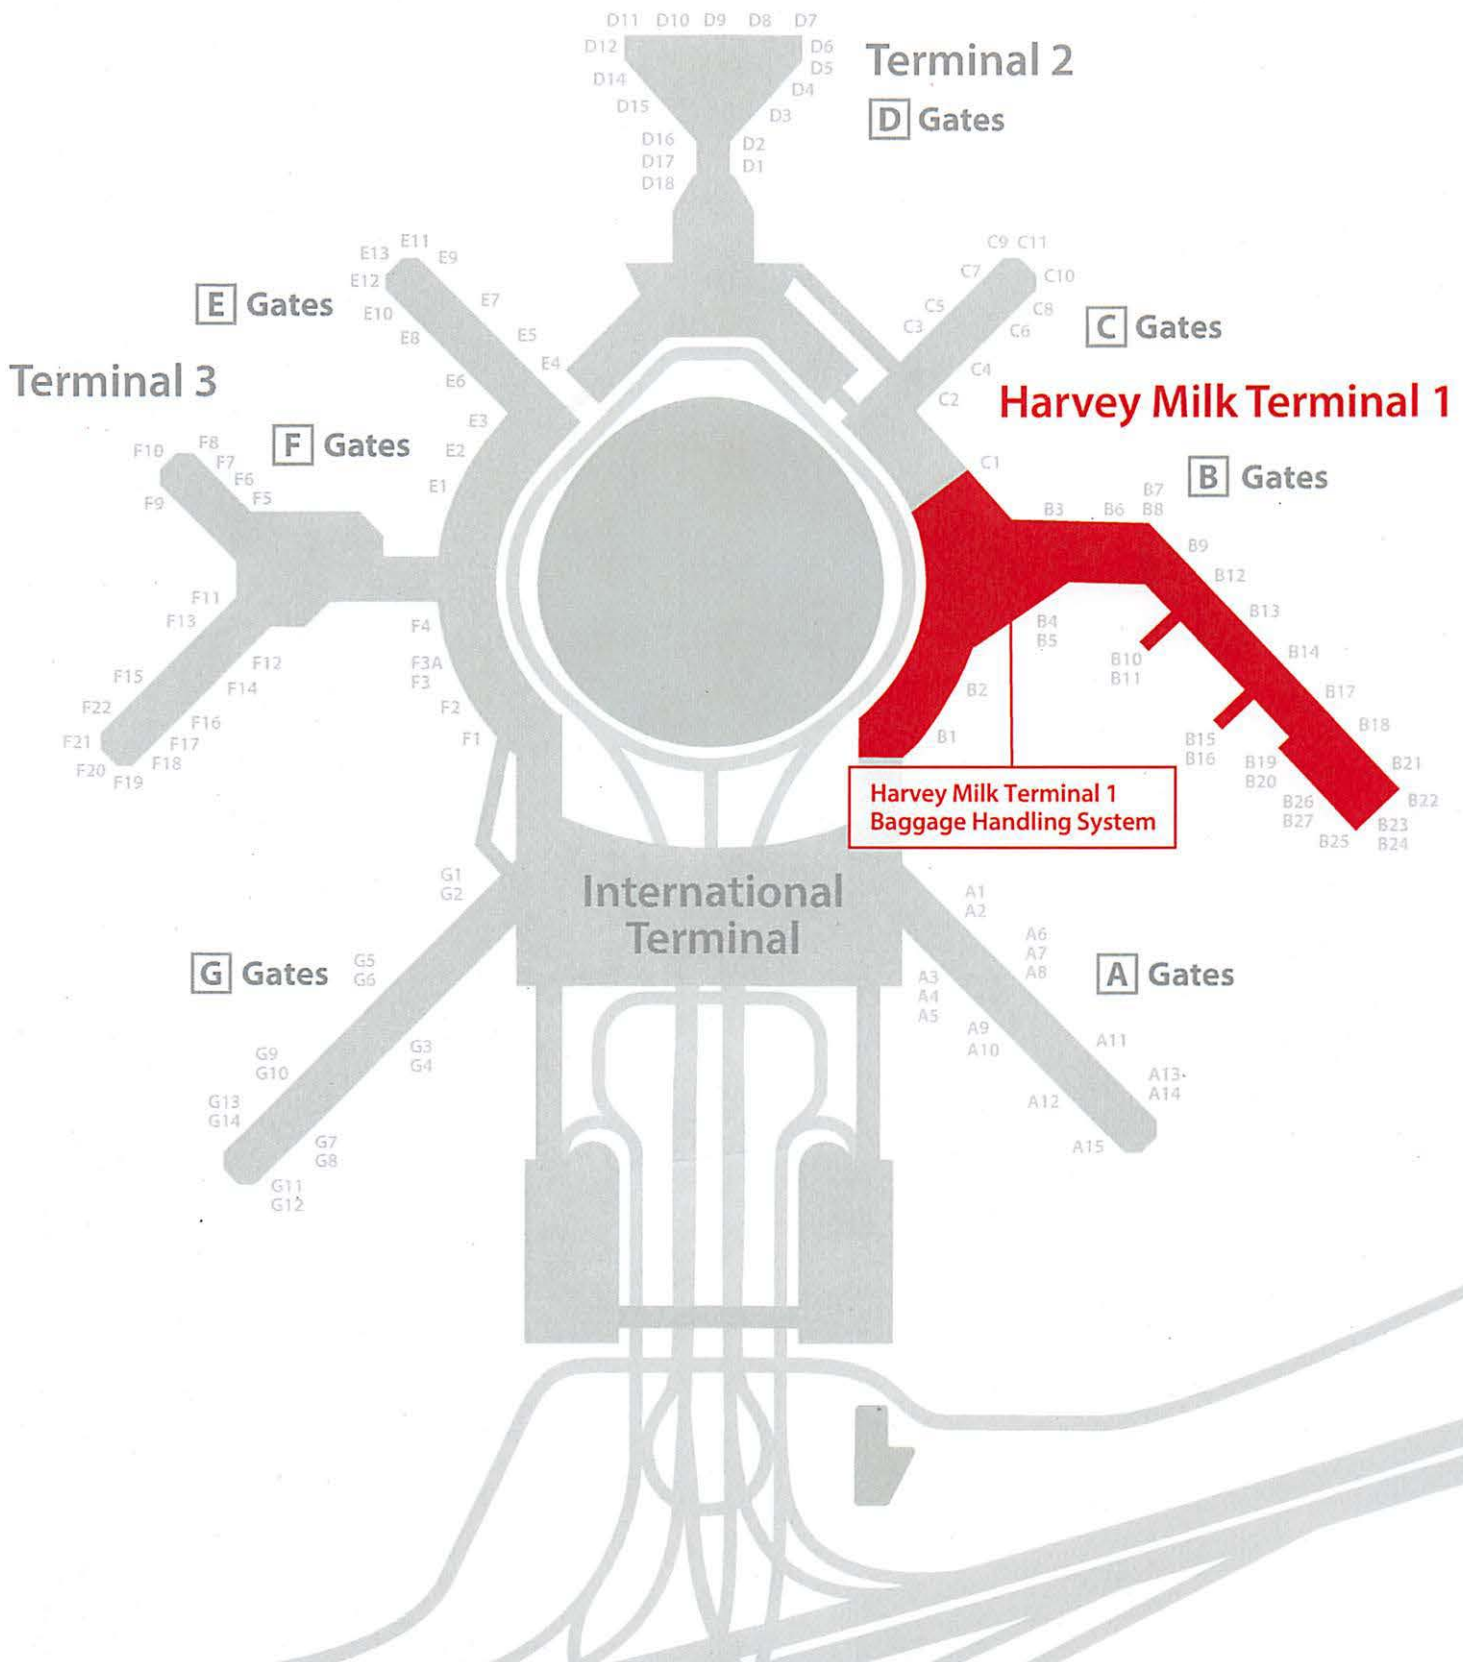 D11 D10 D9 D8 D7
D12
D6
D5
D14
D4
D15
D3
D16
D2
D17
D1
D18
Terminal 2
D Gates
E13
E11
E9
E12
E7
E10
E8
E5
E4
E6
E3
E2
E1
E Gates
Terminal 3
F Gates
C9 C11
C7
C10
C5
C8
C3
C6
C4
C2
C1
C Gates
Harvey Milk Terminal 1
B Gates
B7
B8
B3
B6
B9
B12
B13
B4
B5
B10
B11
B14
B2
B17
B1
B18
B15
B16
B19
B20
B21
B22
B26
B27
B23
B24
B25
Harvey Milk Terminal 1
Baggage Handling System
F10
F8
F7
F6
F5
F9
F11
F13
F4
F12
F3A
F3
F15
F14
F22
F2
F16
F21
F17
F1
F20
F18
F19
G1
G2
International
Terminal
G Gates
G5
G6
G3
G4
G9
G10
G13
G14
G7
G8
G11
G12
A1
A2
A6
A7
A8
A3
A4
A5
A Gates
A9
A10
A11
A13
A14
A12
A15